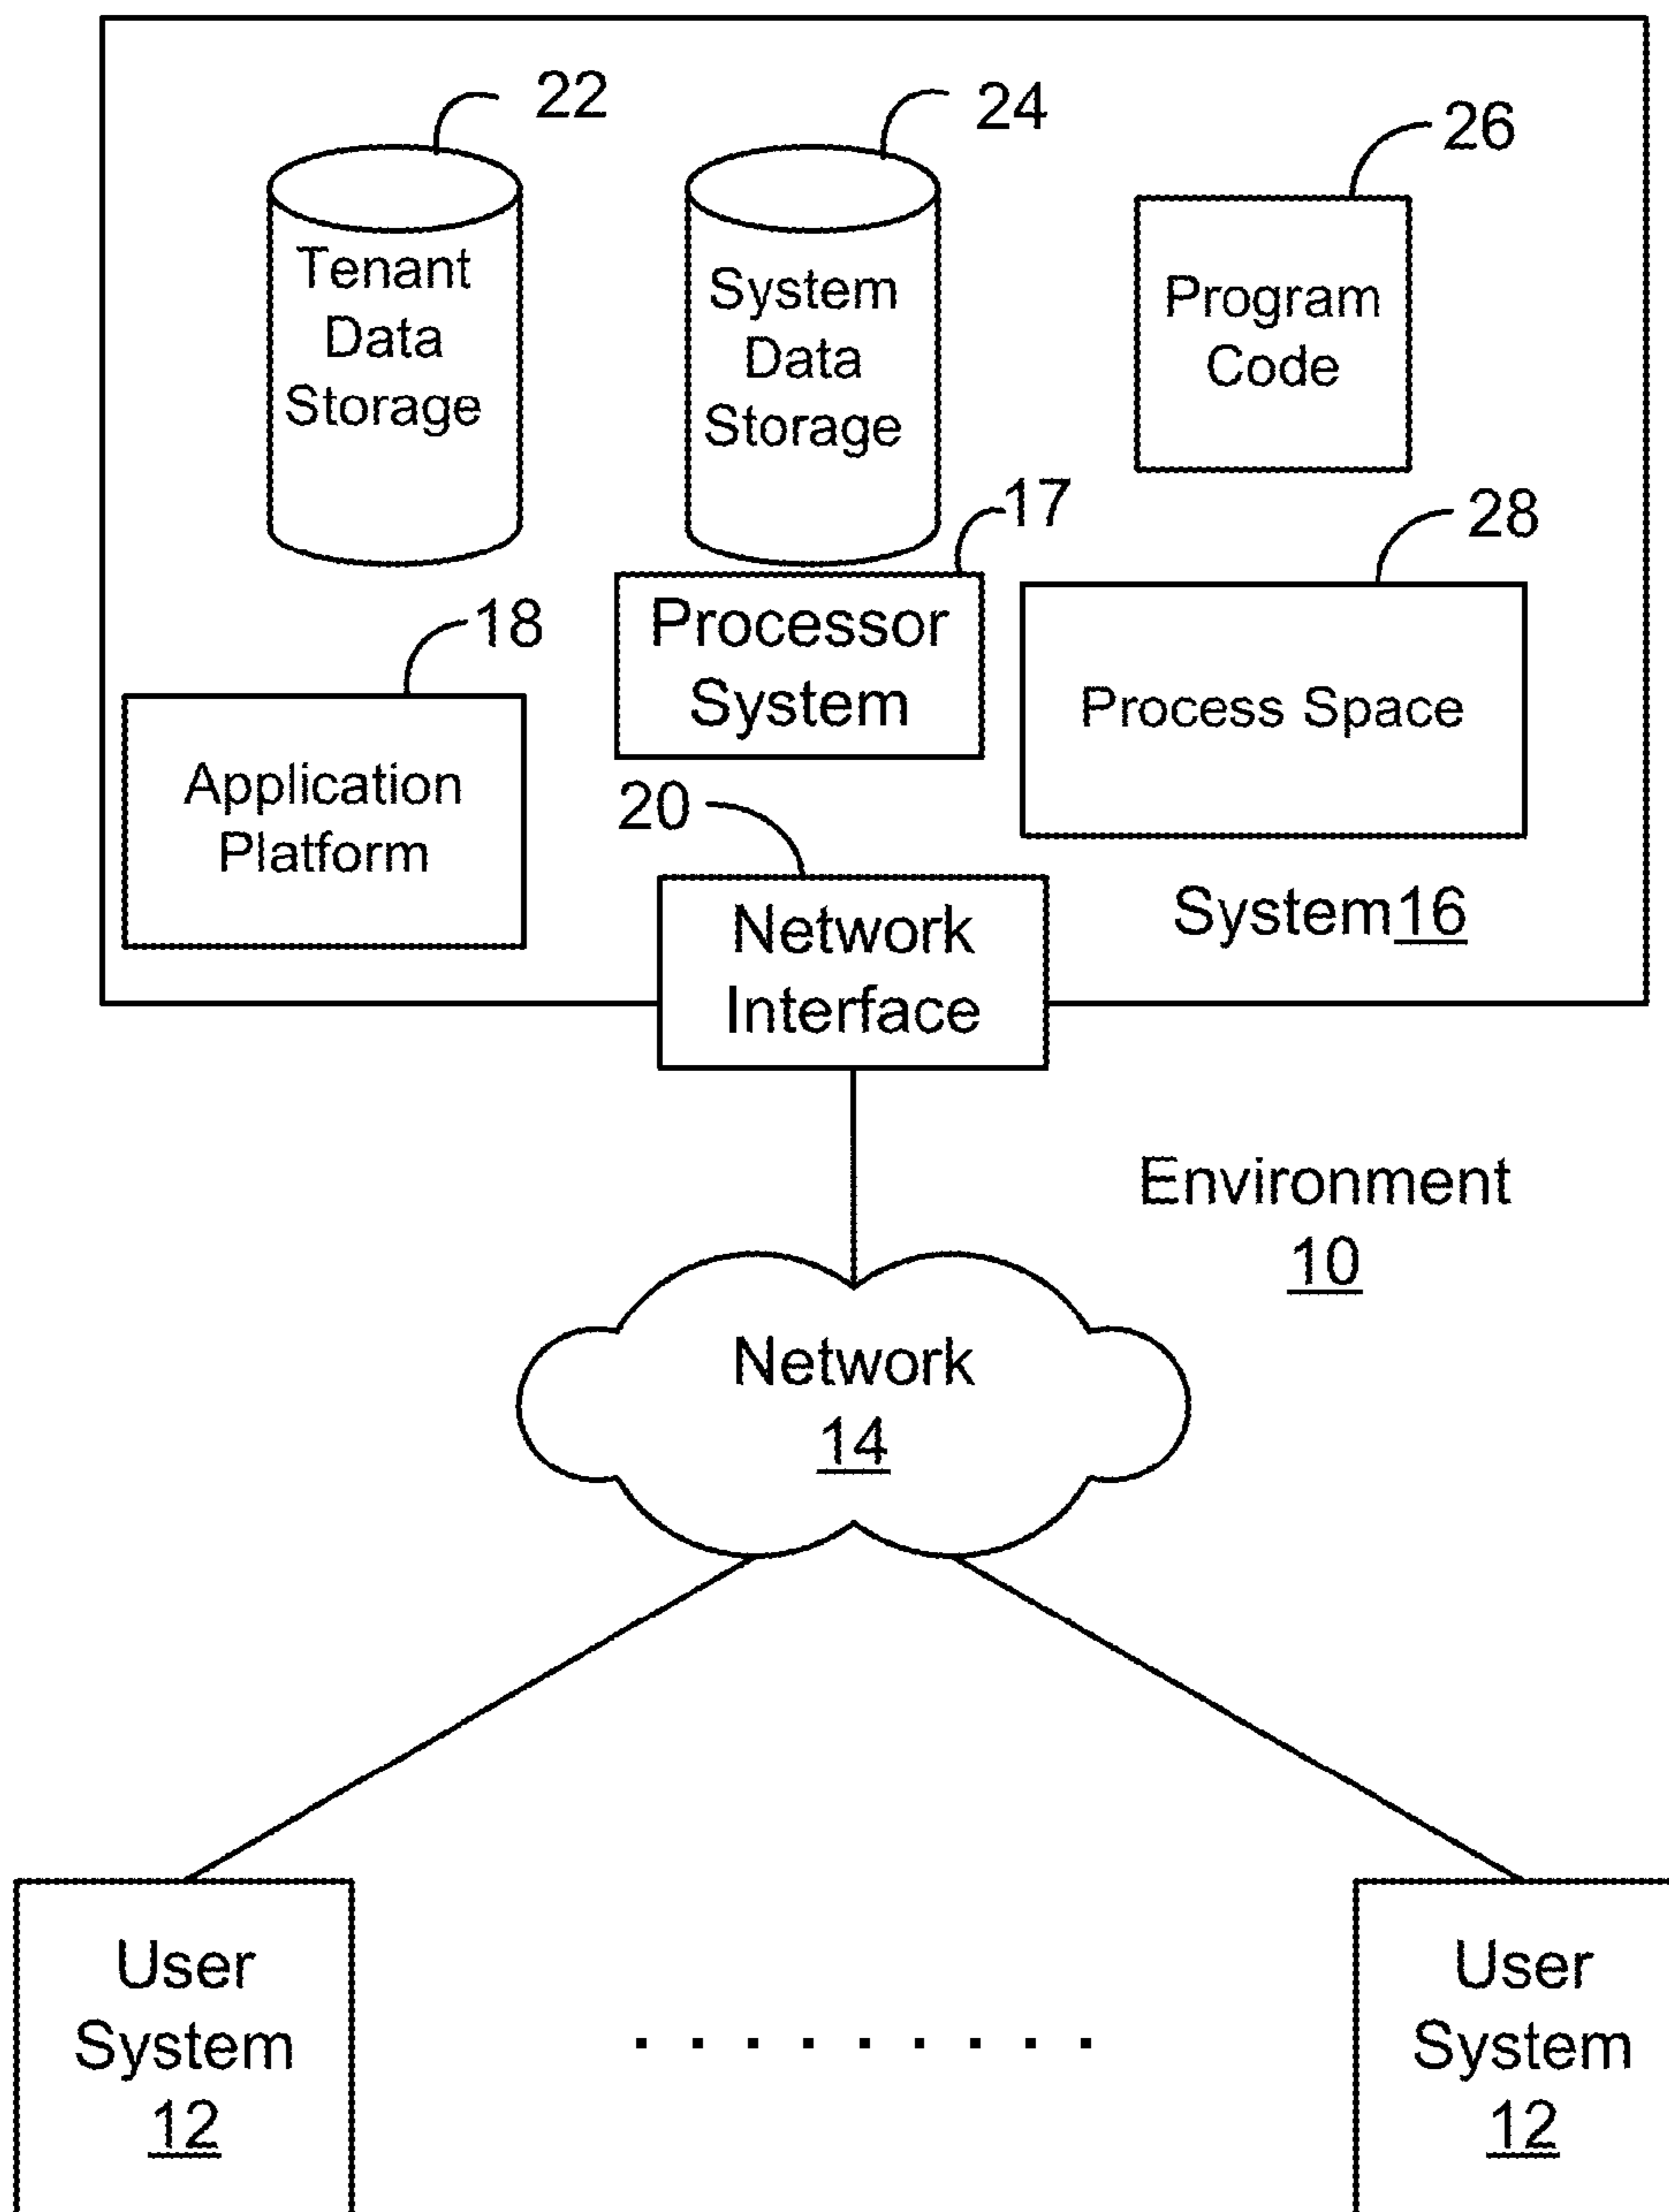 22
24
26
Tenant
Data
Storage
System
Data
Storage
Program
Code
17
28
18
Processor
System
Process Space
Application
Platform
20
Network
Interface
System16
Environment
10
Network
14
User
System
12
User
System
12